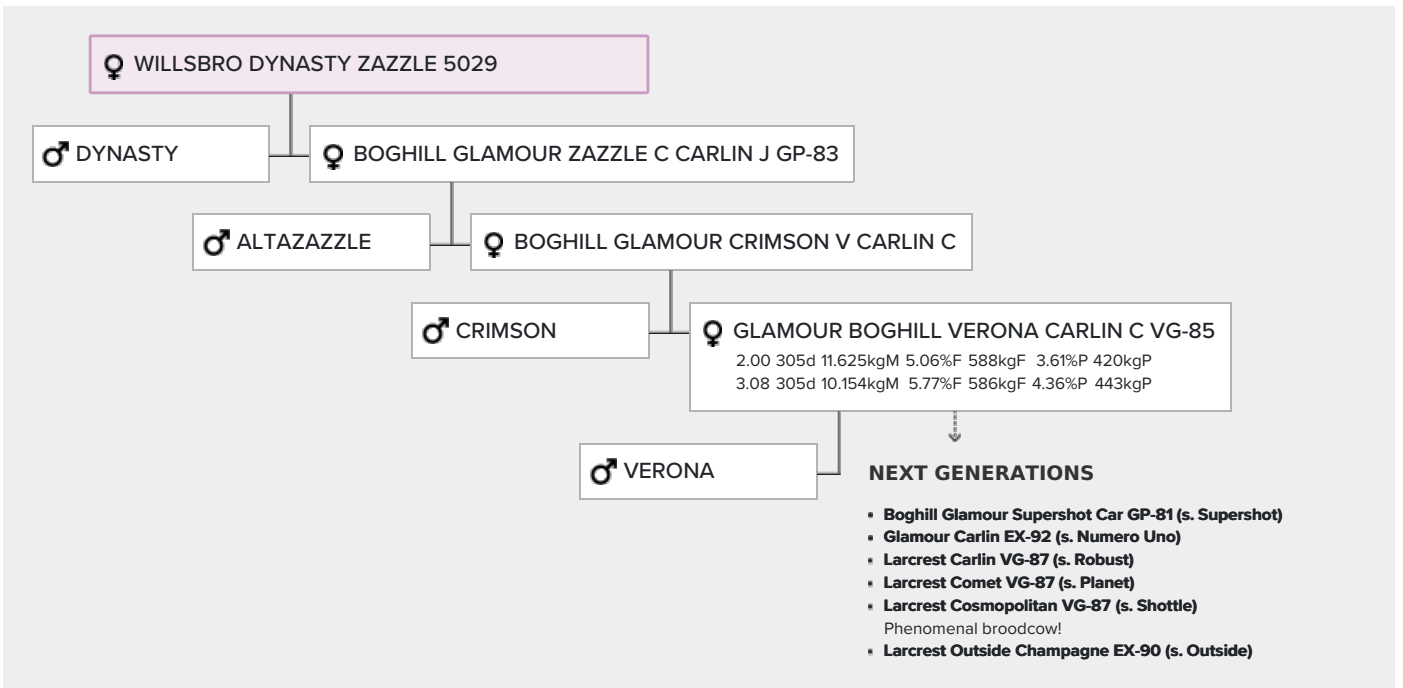 WILLSBRO DYNASTY ZAZZLE 5029
DYNASTY
BOGHILL GLAMOUR ZAZZLE C CARLIN J GP-83
ALTAZAZZLE
BOGHILL GLAMOUR CRIMSON V CARLIN C
CRIMSON
GLAMOUR BOGHILL VERONA CARLIN C VG-85
2.00 305d 11.625kgM 5.06%F 588kgF 3.61%P 420kgP
3.08 305d 10.154kgM 5.77%F 586kgF 4.36%P 443kgP
VERONA
NEXT GENERATIONS
Boghill Glamour Supershot Car GP-81 (s. Supershot)
Glamour Carlin EX-92 (s. Numero Uno)
Larcrest Carlin VG-87 (s. Robust)
Larcrest Comet VG-87 (s. Planet)
Larcrest Cosmopolitan VG-87 (s. Shottle)
Phenomenal broodcow!
Larcrest Outside Champagne EX-90 (s. Outside)